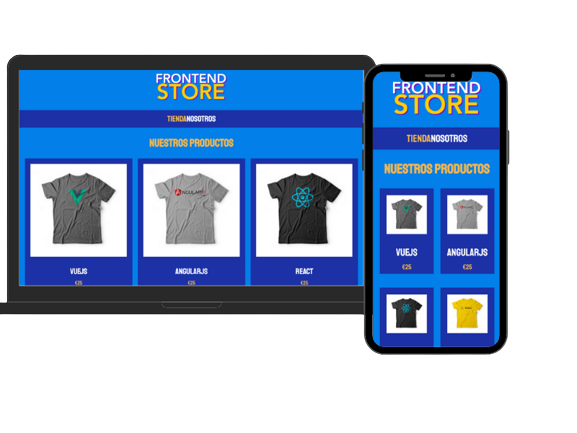 FRONTEND
STORE
TIENDANOSOTROS
NUESTROS PRODUCTOS
ANGULARJS
VUEJS
ANGULARJS
REACT
€25
€25
€25
FRONTEND
STORE
TIENDANOSOTROS
NUESTROS PRODUCTOS
VUEJS
ANGULARJS
€25
€25